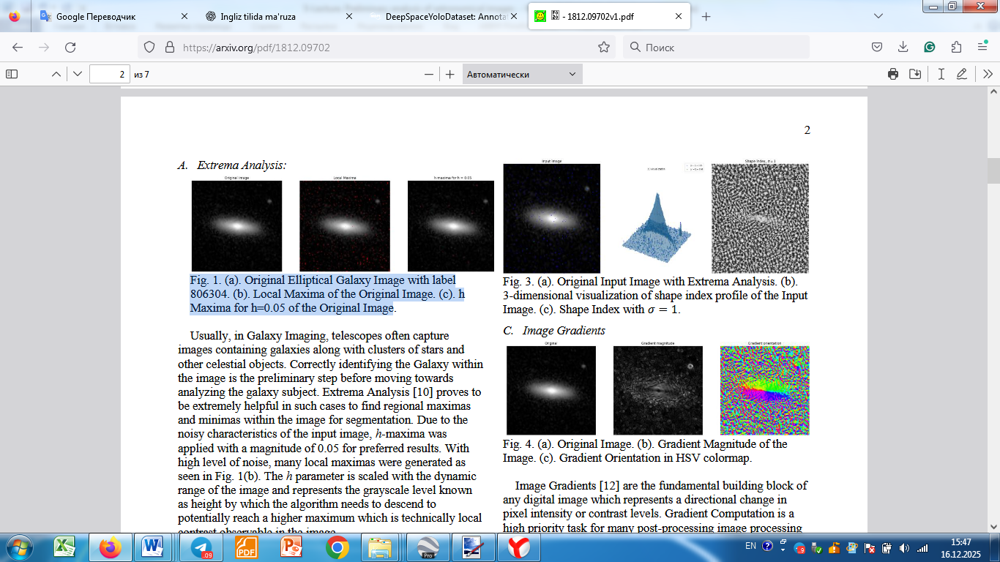 Google Переводчик
Ingliz tilida ma'ruza
DeepSpaceYoloDataset: Annota
- 1812.09702v1.pdf
https://arxiv.org/pdf/1812.09702
Поиск
2 из 7
Автоматически
2
A. Extrema Analysis:
Original image
Local Maxima
h maxima for h = 0.05
Fig. 1. (a). Original Elliptical Galaxy Image with label
806304. (b). Local Maxima of the Original Image. (c). h
Maxima for h=0.05 of the Original Image.
Usually, in Galaxy Imaging, telescopes often capture
images containing galaxies along with clusters of stars and
other celestial objects. Correctly identifying the Galaxy within
the image is the preliminary step before moving towards
analyzing the galaxy subject. Extrema Analysis [10] proves to
be extremely helpful in such cases to find regional maximas
and minimas within the image for segmentation. Due to the
noisy characteristics of the input image, h-maxima was
applied with a magnitude of 0.05 for preferred results. With
high level of noise, many local maximas were generated as
seen in Fig. 1(b). The h parameter is scaled with the dynamic
range of the image and represents the grayscale level known
as height by which the algorithm needs to descend to
potentially reach a higher maximum which is technically local
contrast observable in the image.
Input image
3D visualization
Shape index, σ = 1
Fig. 3. (a). Original Input Image with Extrema Analysis. (b).
3-dimensional visualization of shape index profile of the Input
Image. (c). Shape Index with σ = 1.
C. Image Gradients
Original
Gradient magnitude
Gradient orientation
Fig. 4. (a). Original Image. (b). Gradient Magnitude of the
Image. (c). Gradient Orientation in HSV colormap.
Image Gradients [12] are the fundamental building block of
any digital image which represents a directional change in
pixel intensity or contrast levels. Gradient Computation is a
high priority task for many post-processing image processing
.09
PDF
Pro
EN
15:47
16.12.2025